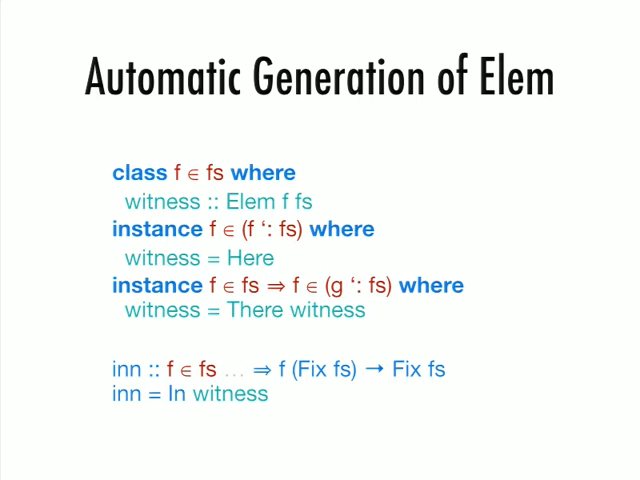 Automatic Generation of Elem
class f ∈ fs where
witness :: Elem f fs
instance f ∈ (f ‘: fs) where
witness = Here
instance f ∈ fs ⇒ f ∈ (g ‘: fs) where
witness = There witness
inn :: f ∈ fs … ⇒ f (Fix fs) → Fix fs
inn = In witness